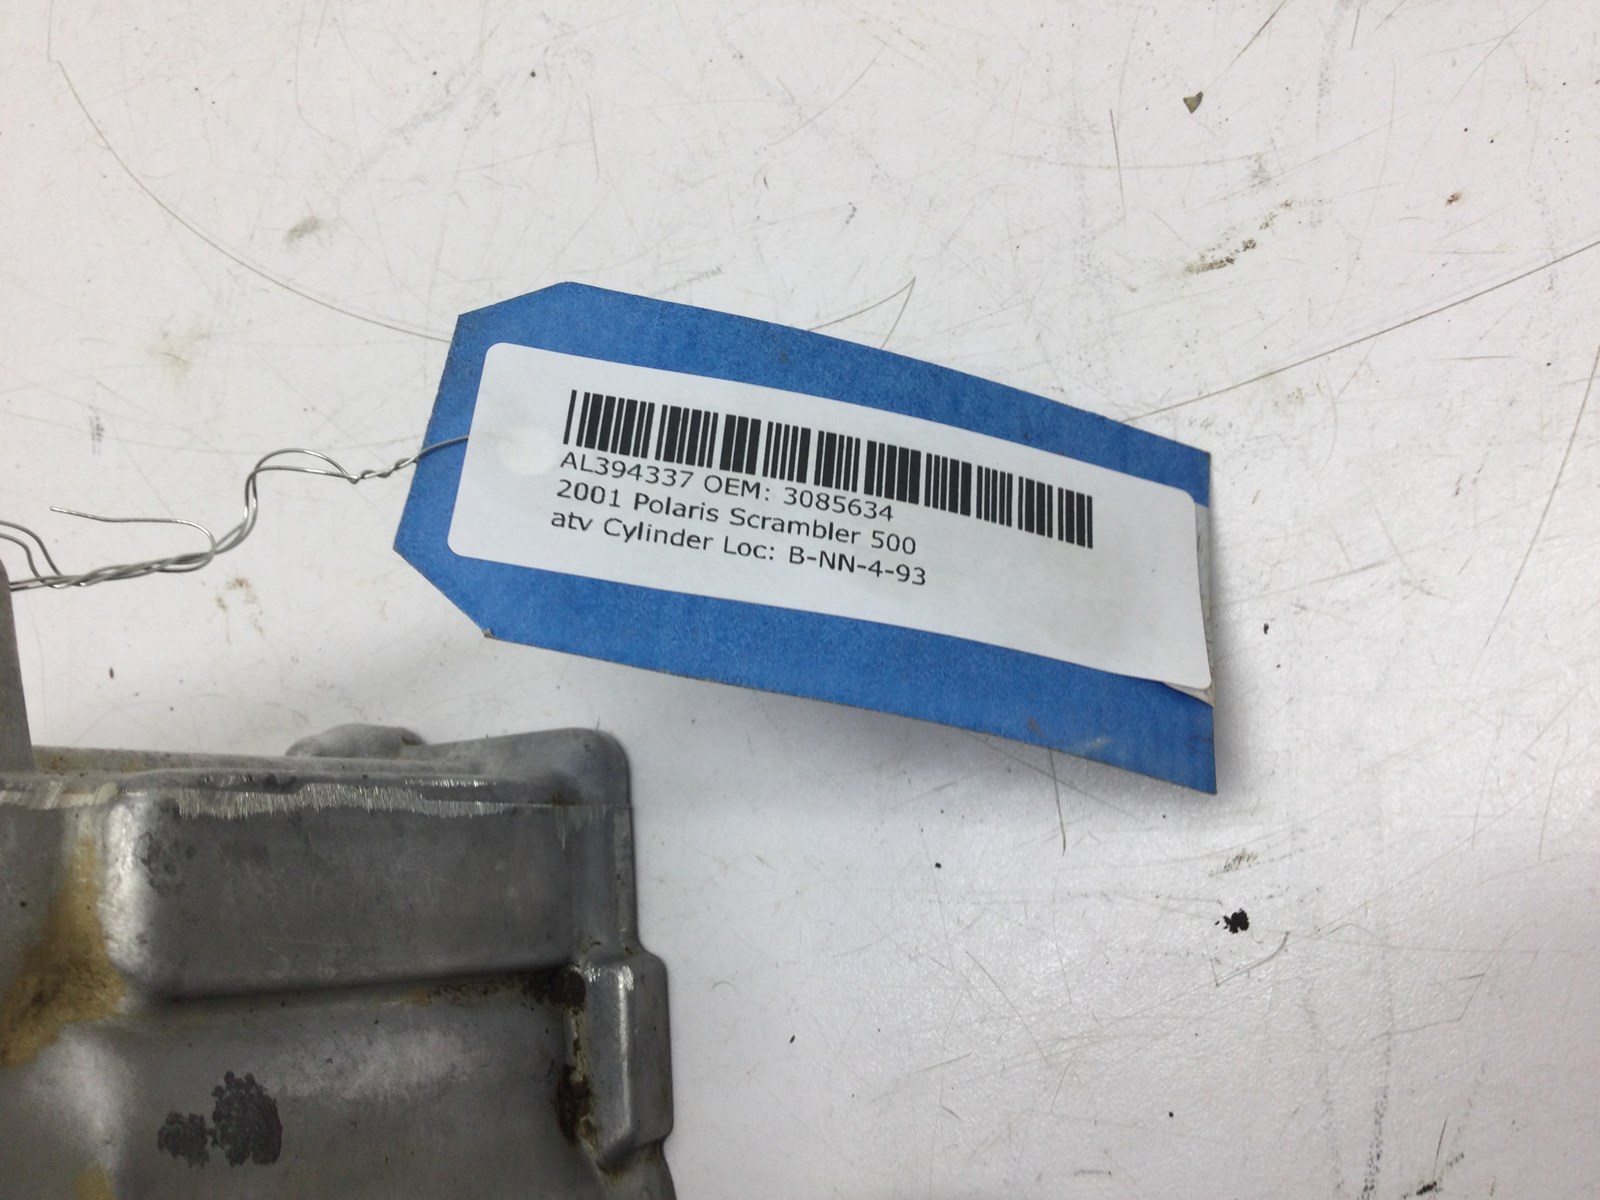 AL394337 OEM: 3085634
2001 Polaris Scrambler 500
atv Cylinder Loc: B-NN-4-93